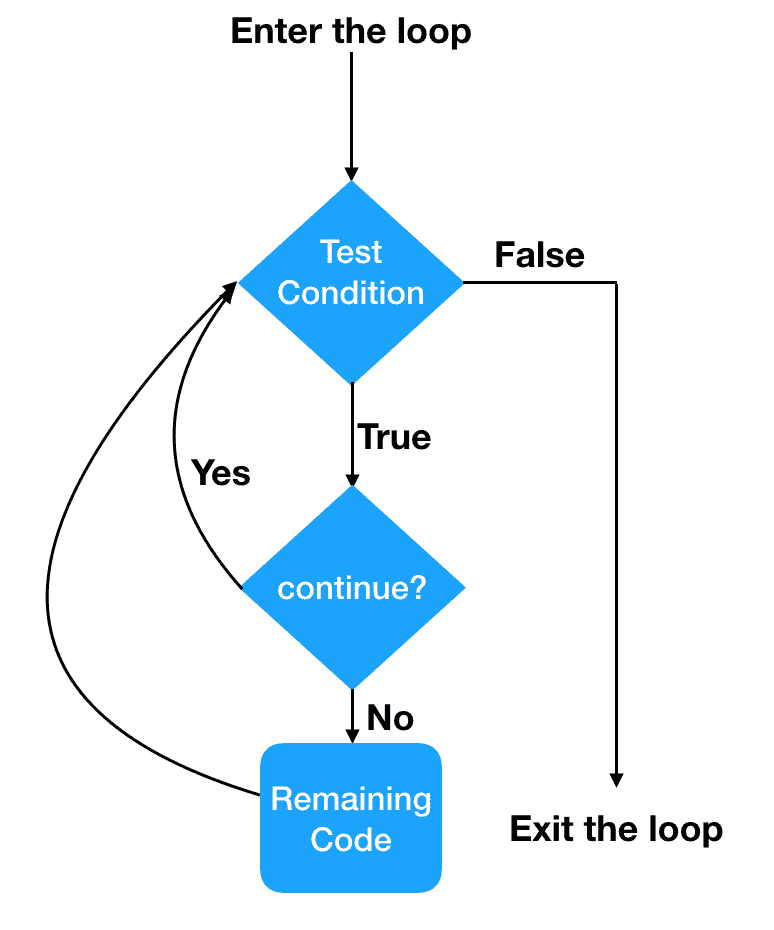 Enter the loop
Test
Condition
False
True
Yes
continue?
No
Remaining
Code
Exit the loop